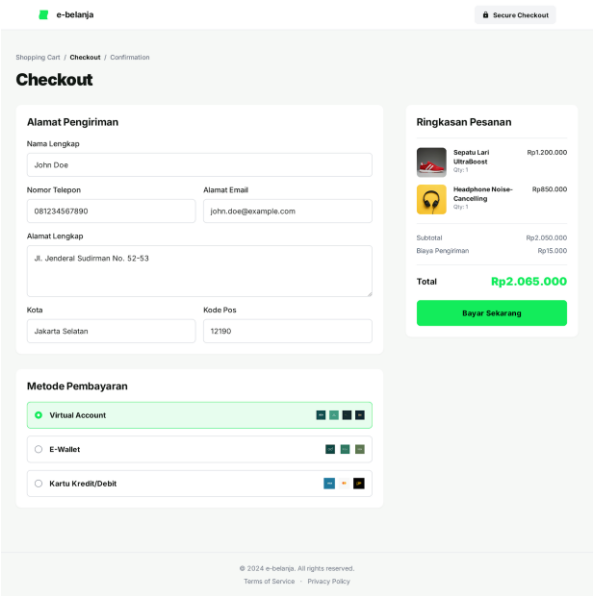 e-belanja
Secure Checkout
Shopping Cart / Checkout / Confirmation
Checkout
Alamat Pengiriman
Nama Lengkap
John Doe
Nomor Telepon
Alamat Email
081234567890
john.doe@example.com
Alamat Lengkap
Jl. Jenderal Sudirman No. 52-53
Kota
Kode Pos
Jakarta Selatan
12190
Metode Pembayaran
Virtual Account
E-Wallet
Kartu Kredit/Debit
Ringkasan Pesanan
Sepatu Lari
UltraBoost
Rp1.200.000
Qty: 1
Headphone Noise-
Cancelling
Rp850.000
Qty: 1
Subtotal
Rp2.050.000
Biaya Pengiriman
Rp15.000
Total
Rp2.065.000
Bayar Sekarang
© 2024 e-belanja. All rights reserved.
Terms of Service · Privacy Policy